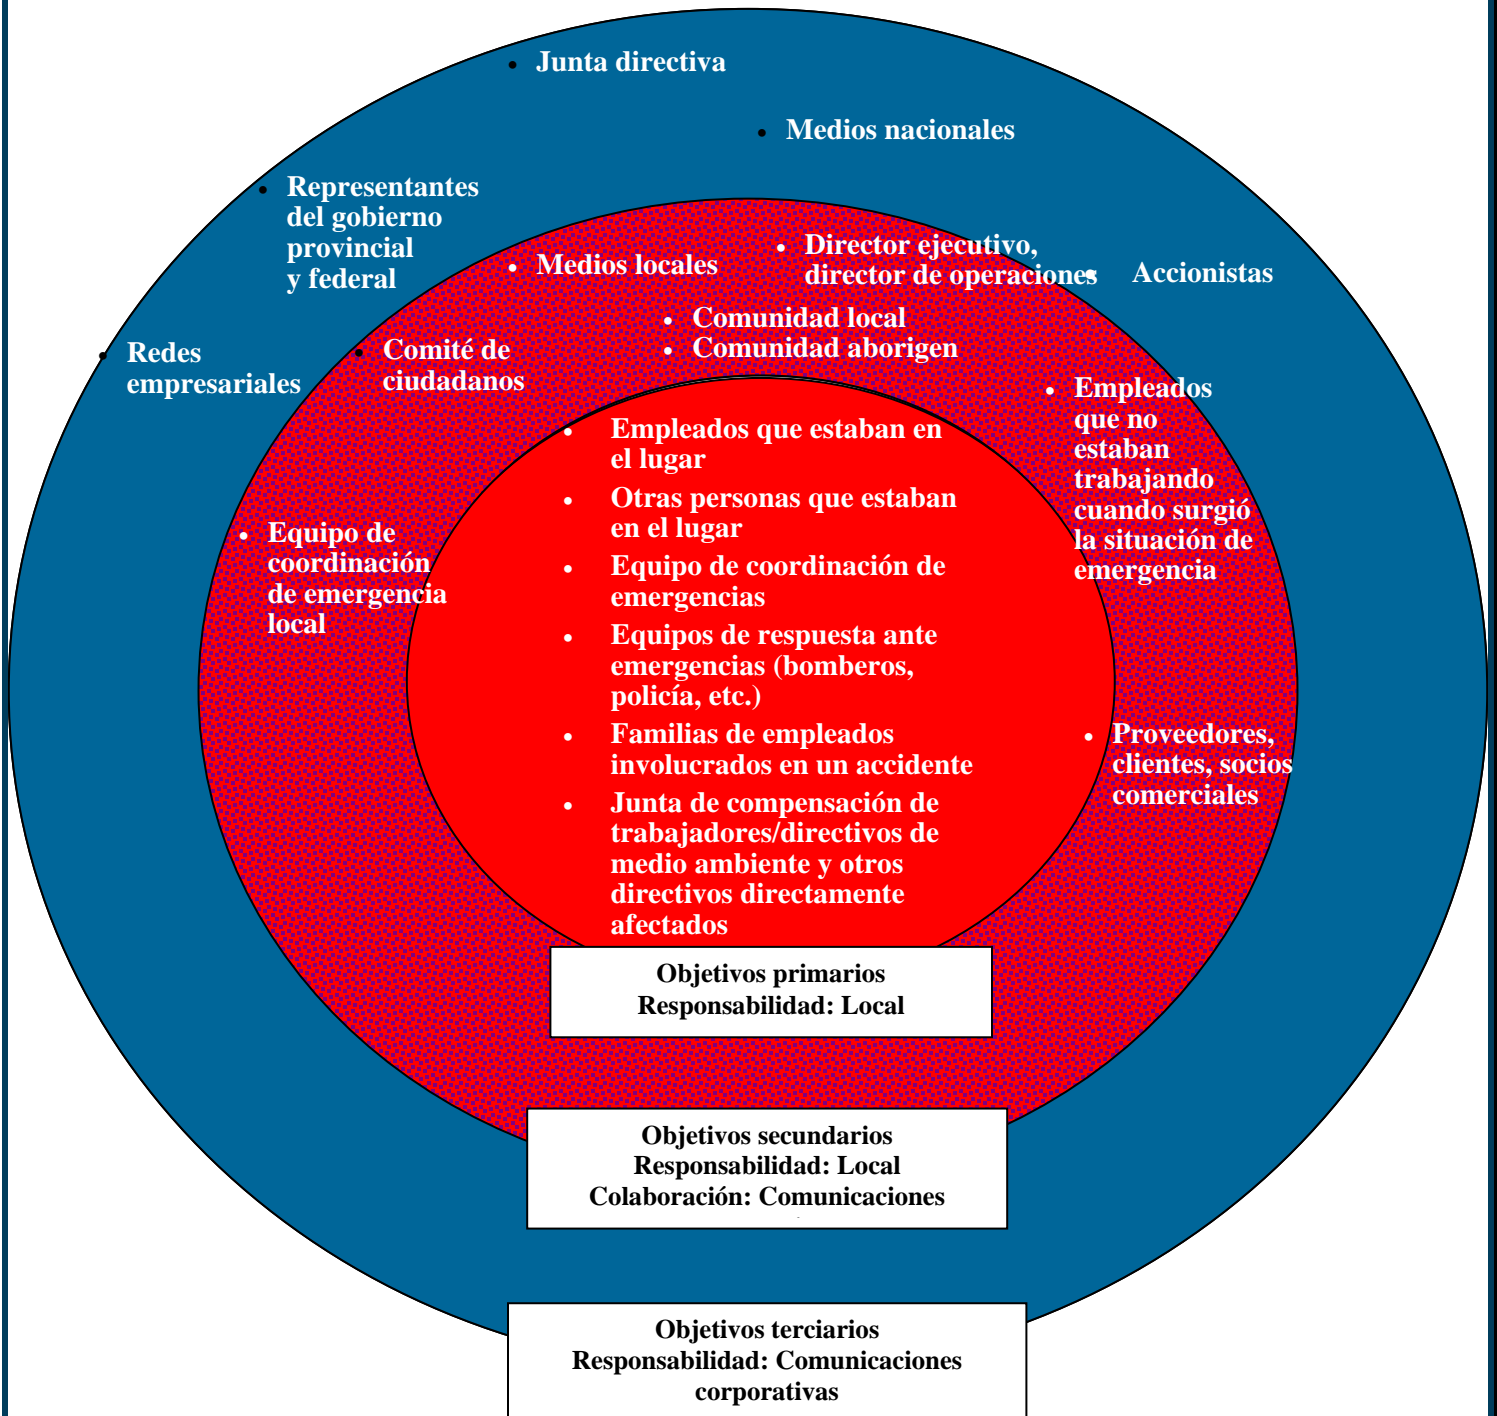 • Junta directiva
• Medios nacionales
• Representantes
del gobierno
provincial
y federal
• Director ejecutivo,
director de operaciones
• Medios locales
• Accionistas
• Comunidad local
• Comunidad aborigen
• Redes
empresariales
• Comité de
ciudadanos
• Empleados
que no
estaban
trabajando
cuando surgió
la situación de
emergencia
• Empleados que estaban en
el lugar
• Otras personas que estaban
en el lugar
• Equipo de
coordinación
de emergencia
local
• Equipo de coordinación de
emergencias
• Equipos de respuesta ante
emergencias (bomberos,
policía, etc.)
• Familias de empleados
involucrados en un accidente
• Proveedores,
clientes, socios
comerciales
• Junta de compensación de
trabajadores/directivos de
medio ambiente y otros
directivos directamente
afectados
Objetivos primarios
Responsabilidad: Local
Objetivos secundarios
Responsabilidad: Local
Colaboración: Comunicaciones
Objetivos terciarios
Responsabilidad: Comunicaciones
corporativas